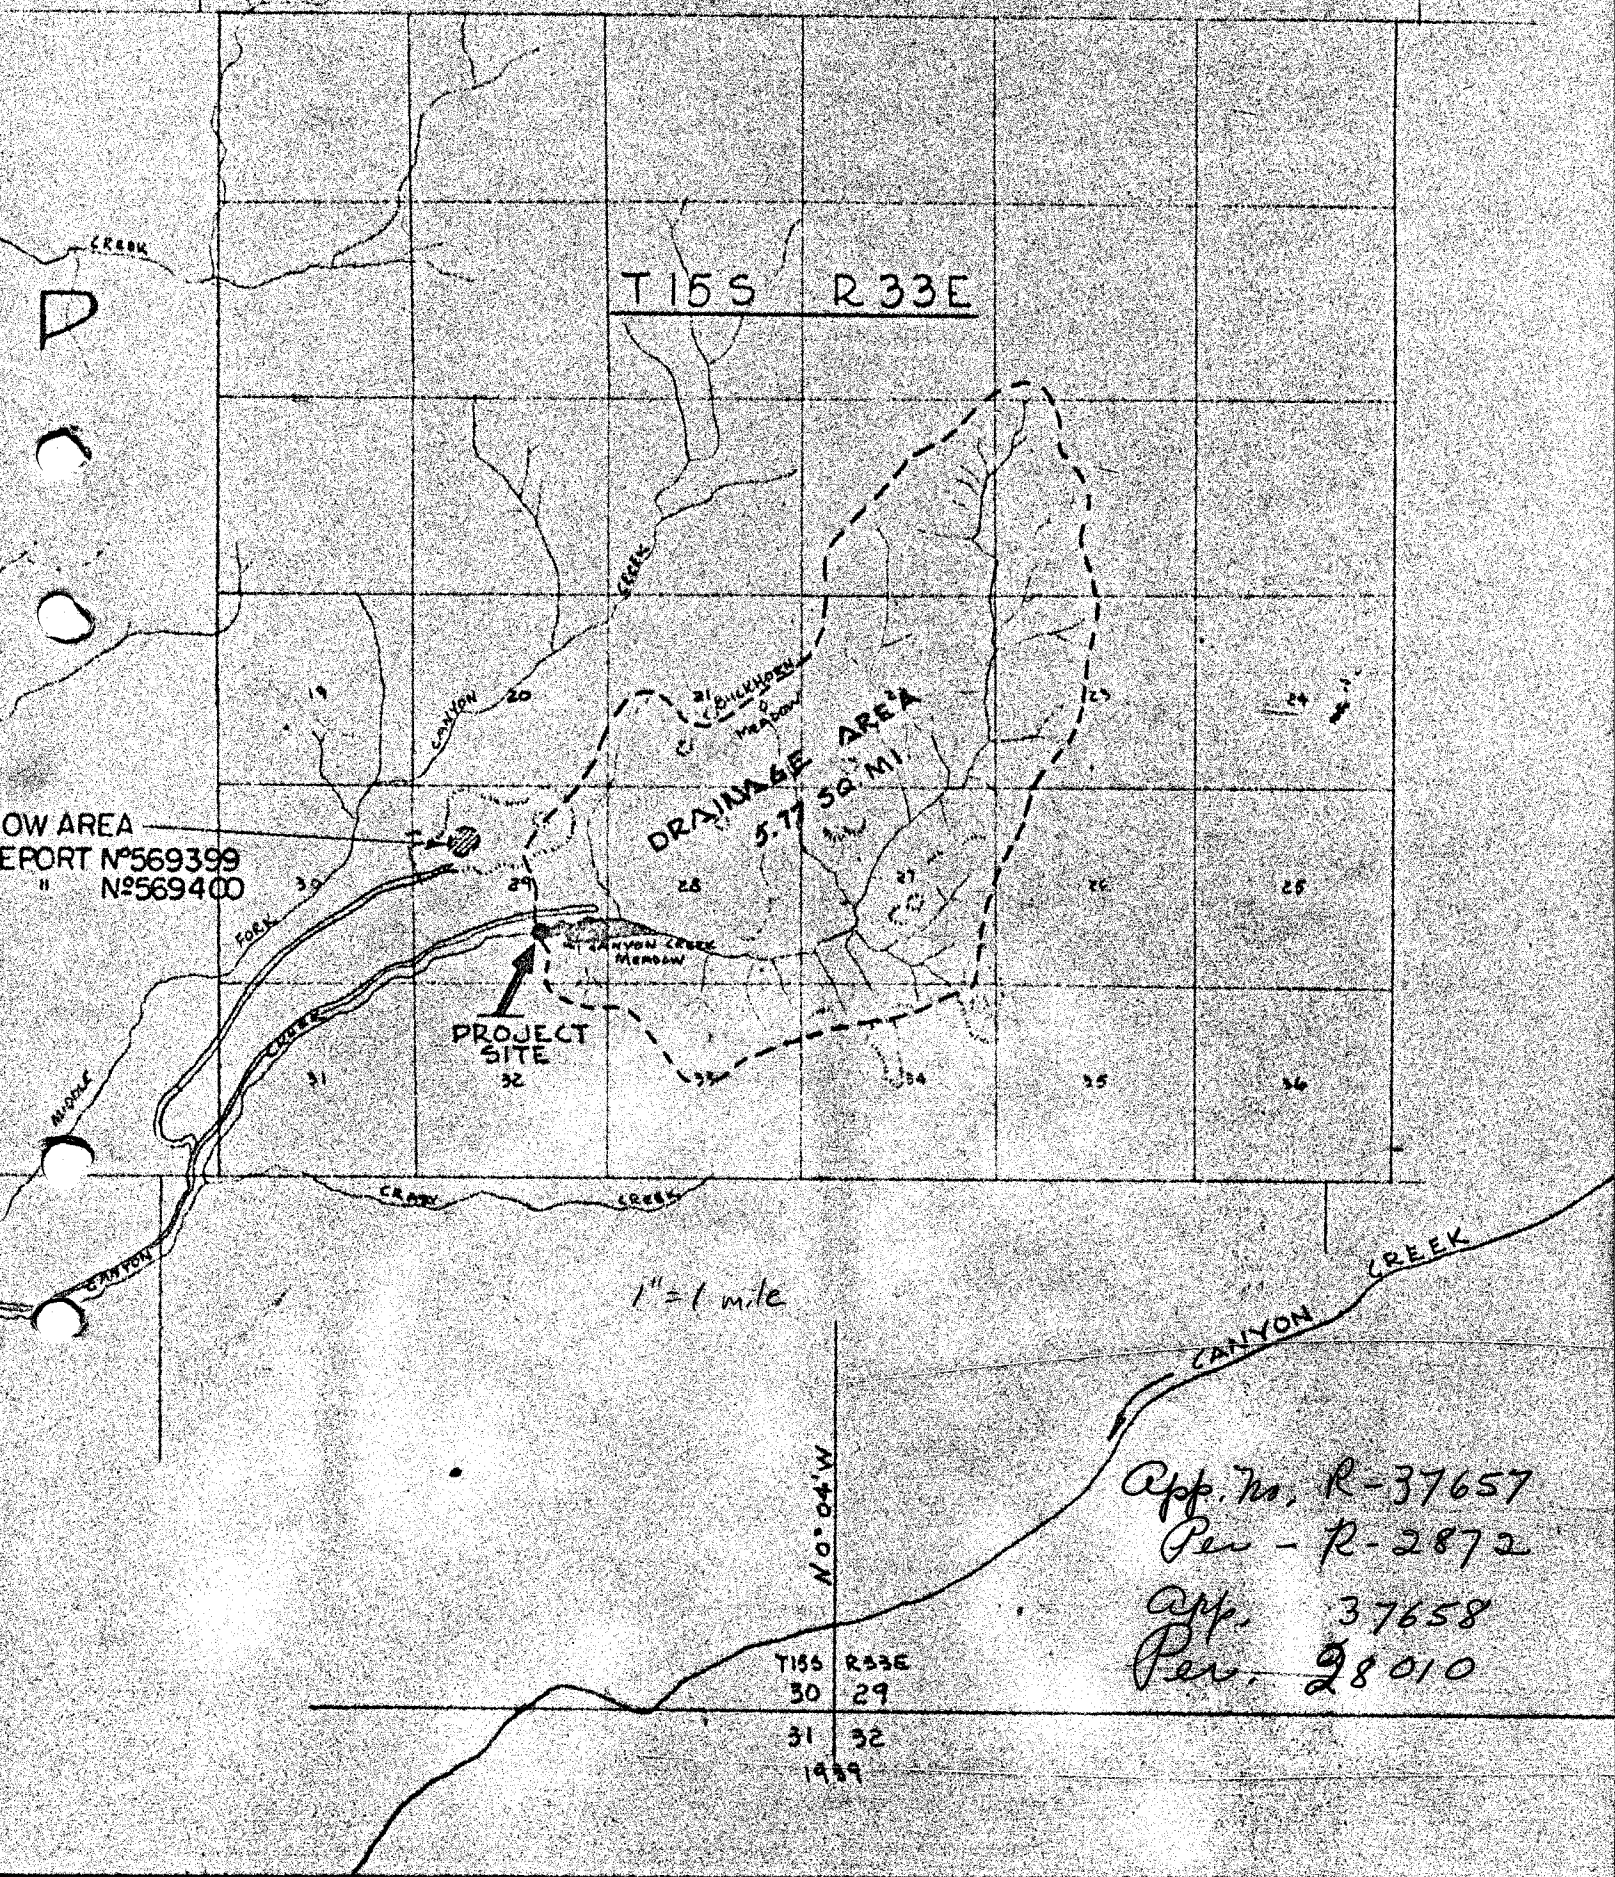 CREEK
T15S R33E
CREEK
CANYON
19
20
21
22
23
24
BUCKHORN
MEADOW
DRAINAGE AREA
5.77 SQ. MI.
OW AREA
EPORT Nº569399
" Nº569400
30
29
28
27
26
25
FORK
CANYON CREEK
MEADOW
PROJECT
SITE
CREEK
MIDDLE
31
32
33
34
35
36
CRAZY CREEK
CANYON
1" = 1 mile
CANYON CREEK
N0°04'W
App. No. R-37657
Per - R-2872
App. 37658
Per. 28010
T15S R33E
30 29
31 32
1939